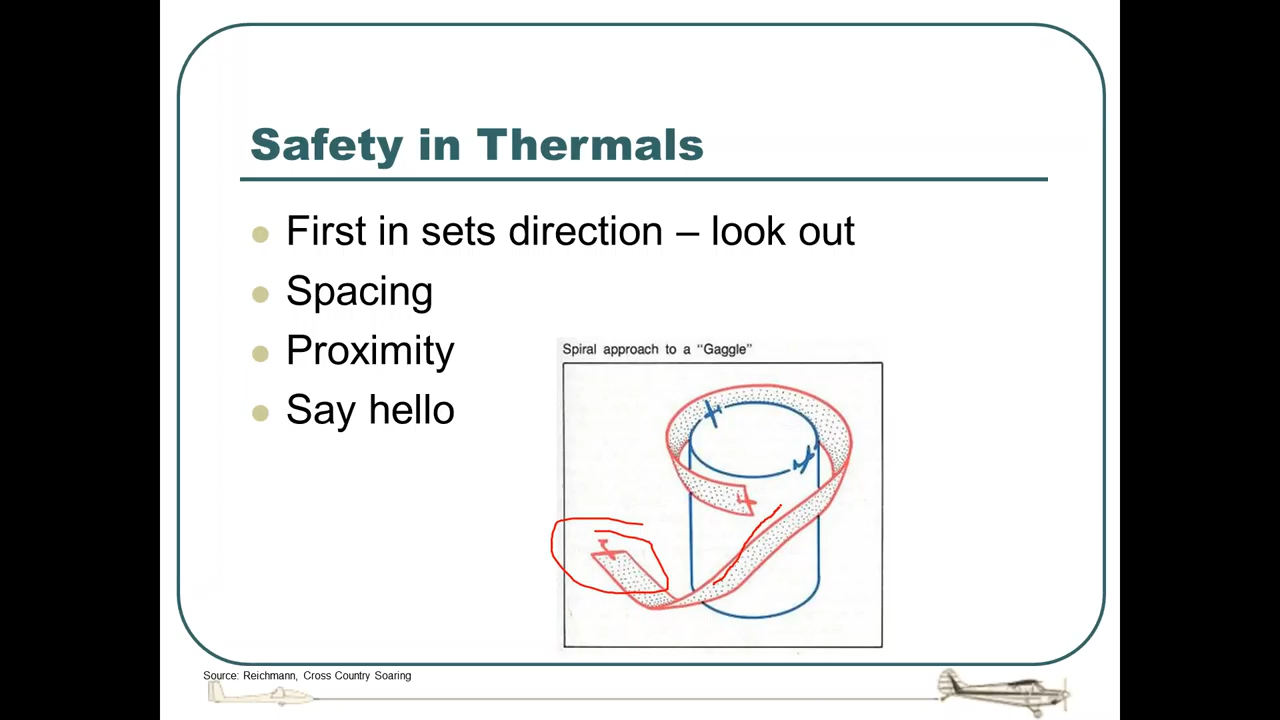 Safety in Thermals
First in sets direction – look out
Spacing
Proximity
Say hello
Spiral approach to a "Gaggle"
Source: Reichmann, Cross Country Soaring